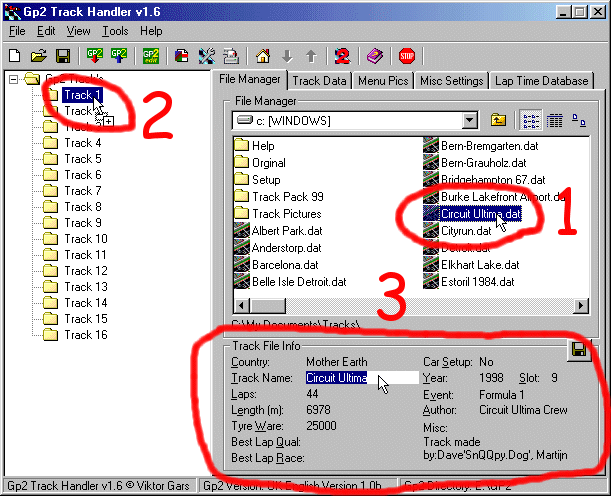 Gp2 Track Handler v1.6
File Edit View Tools Help
GP2 GP2 GP2 edit STOP
Gp2 Tracks
Track 1
Track
Track 4
Track 5
Track 6
Track 7
Track 8
Track 9
Track 10
Track 11
Track 12
Track 13
Track 14
Track 15
Track 16
2
File Manager Track Data Menu Pics Misc Settings Lap Time Database
File Manager
c: [WINDOWS]
Help
Orginal
Setup
Track Pack 99
Track Pictures
Albert Park.dat
Anderstorp.dat
Barcelona.dat
Belle Isle Detroit.dat
Bern-Bremgarten.dat
Bern-Grauholz.dat
Bridgehampton 67.dat
Burke Lakefront Airport.dat
Circuit Ultima.dat
Cityrun.dat
Detroit.dat
Elkhart Lake.dat
Estoril 1984.dat
1
3
C:\My Documents\Tracks\
Track File Info
Country: Mother Earth
Track Name: Circuit Ultima
Laps: 44
Length (m): 6978
Tyre Ware: 25000
Best Lap Qual:
Best Lap Race:
Car Setup: No
Year: 1998 Slot: 9
Event: Formula 1
Author: Circuit Ultima Crew
Misc:
Track made
by:Dave'SnQQpy.Dog', Martijn
Gp2 Track Handler v1.6 © Viktor Gars
Gp2 Version: UK English Version 1.0b
Gp2 Directory: